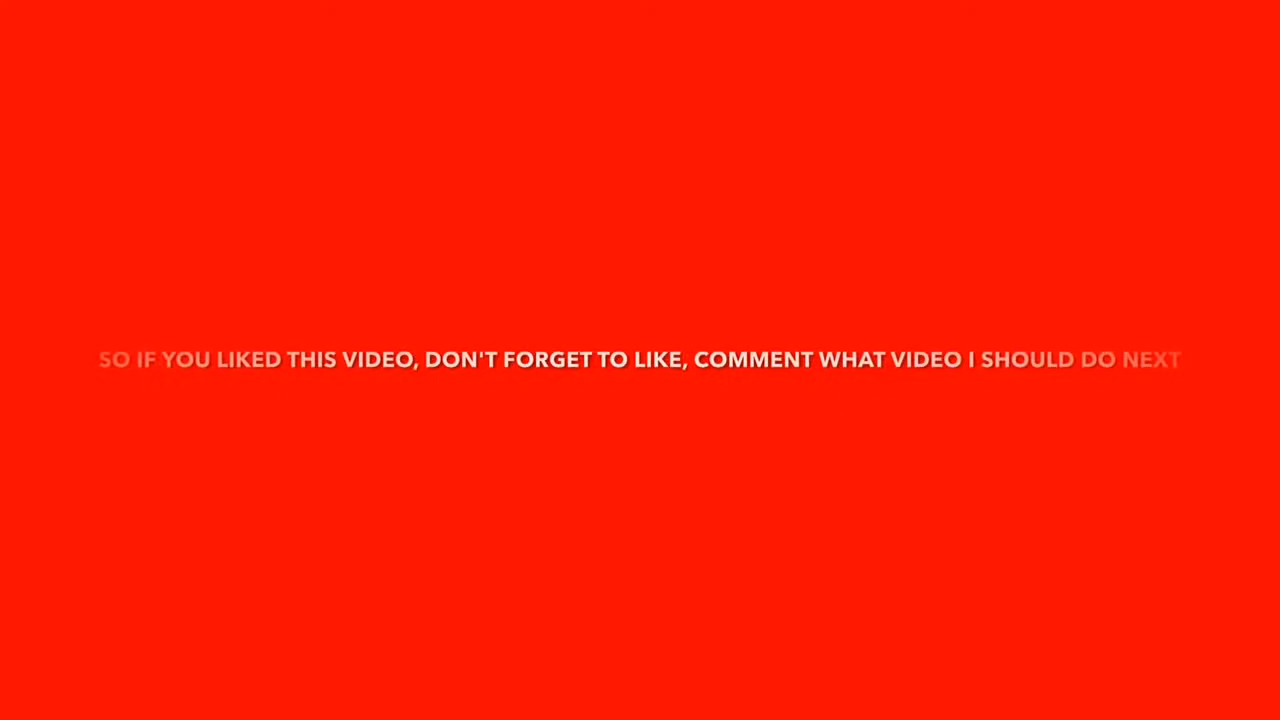 SO IF YOU LIKED THIS VIDEO, DON'T FORGET TO LIKE, COMMENT WHAT VIDEO I SHOULD DO NEXT